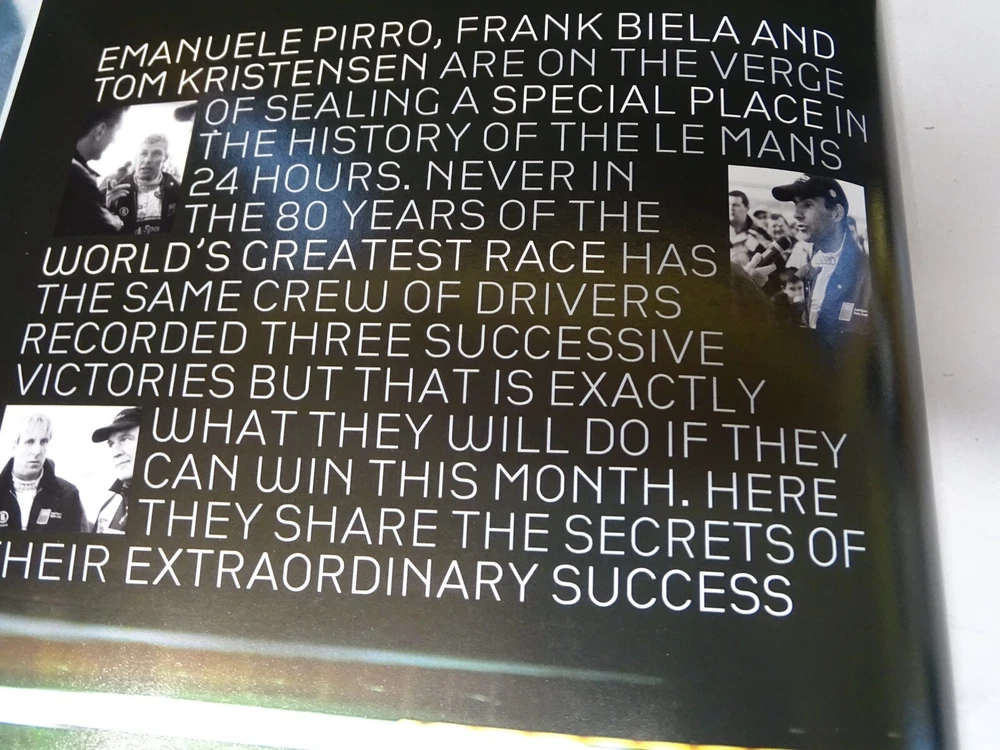 EMANUELE PIRRO, FRANK BIELA AND
TOM KRISTENSEN ARE ON THE VERGE
OF SEALING A SPECIAL PLACE IN
THE HISTORY OF THE LE MANS
24 HOURS. NEVER IN
THE 80 YEARS OF THE
WORLD'S GREATEST RACE HAS
THE SAME CREW OF DRIVERS
RECORDED THREE SUCCESSIVE
VICTORIES BUT THAT IS EXACTLY
WHAT THEY WILL DO IF THEY
CAN WIN THIS MONTH. HERE
THEY SHARE THE SECRETS OF
THEIR EXTRAORDINARY SUCCESS